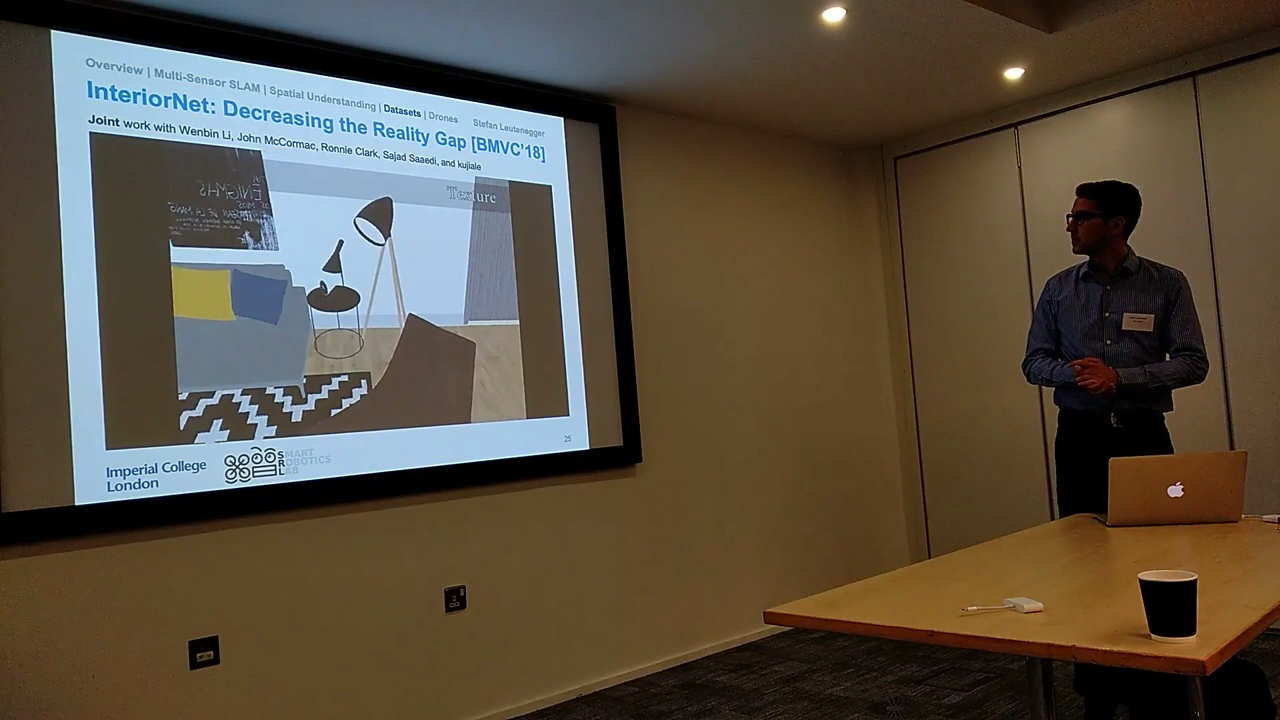 Overview | Multi-Sensor SLAM | Spatial Understanding | Datasets | Drones Stefan Leutenegger
InteriorNet: Decreasing the Reality Gap [BMVC'18]
Joint work with Wenbin Li, John McCormac, Ronnie Clark, Sajad Saaedi, and kujiale
ENIGMAS
Texture
25
Imperial College
London
SMART
ROBOTICS
LAB